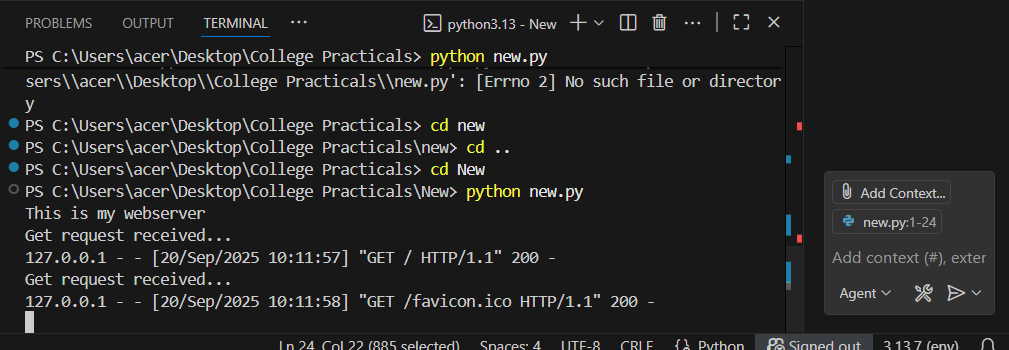 PROBLEMS OUTPUT TERMINAL ··· python3.13 - New
PS C:\Users\acer\Desktop\College Practicals> python new.py
sers\\acer\\Desktop\\College Practicals\\new.py': [Errno 2] No such file or director
y
PS C:\Users\acer\Desktop\College Practicals> cd new
PS C:\Users\acer\Desktop\College Practicals\new> cd ..
PS C:\Users\acer\Desktop\College Practicals> cd New
PS C:\Users\acer\Desktop\College Practicals\New> python new.py
This is my webserver
Get request received...
127.0.0.1 - - [20/Sep/2025 10:11:57] "GET / HTTP/1.1" 200 -
Get request received...
127.0.0.1 - - [20/Sep/2025 10:11:58] "GET /favicon.ico HTTP/1.1" 200 -
Add Context...
new.py:1-24
Add context (#), exter
Agent
Ln 24, Col 22 (885 selected) Spaces: 4 UTF-8 CRLF {} Python Signed out 3.13.7 (env)